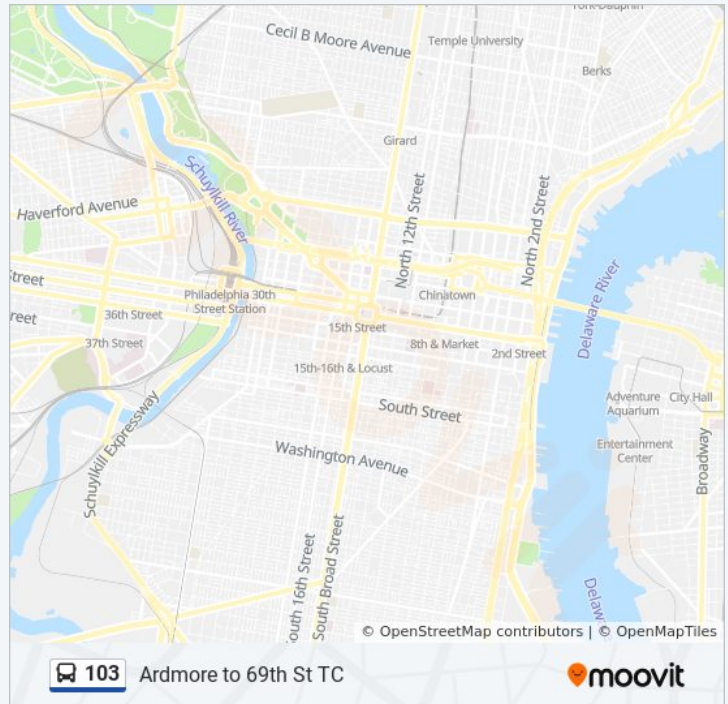 York-Dauphin
Cecil B Moore Avenue
Temple University
Berks
Girard
Schuylkill River
Haverford Avenue
North 12th Street
North 2nd Street
Delaware River
Street
Philadelphia 30th
Street Station
Chinatown
36th Street
reet
15th Street
37th Street
8th & Market
2nd Street
15th-16th & Locust
Adventure
Aquarium
City Hall
South Street
Schuylkill Expressway
Washington Avenue
Entertainment
Center
Broadway
South 16th Street
South Broad Street
Delawa
© OpenStreetMap contributors | © OpenMapTiles
103 Ardmore to 69th St TC
moovit